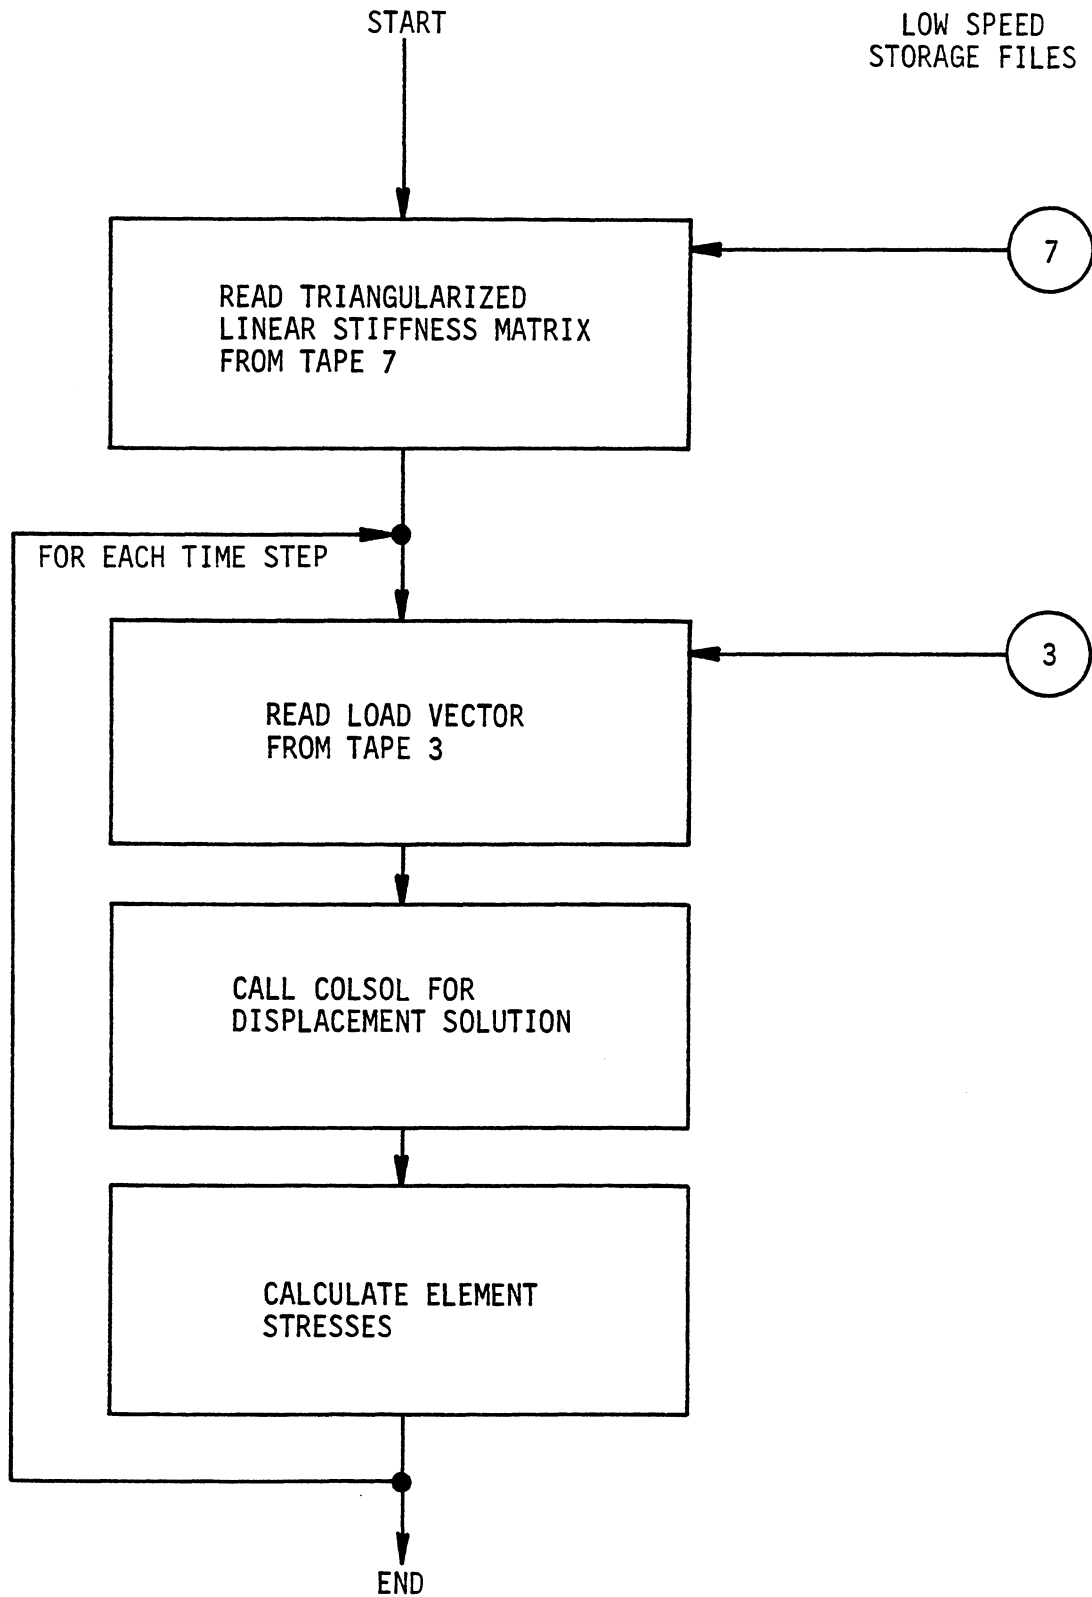 START
LOW SPEED
STORAGE FILES
7
READ TRIANGULARIZED
LINEAR STIFFNESS MATRIX
FROM TAPE 7
FOR EACH TIME STEP
3
READ LOAD VECTOR
FROM TAPE 3
CALL COLSOL FOR
DISPLACEMENT SOLUTION
CALCULATE ELEMENT
STRESSES
END